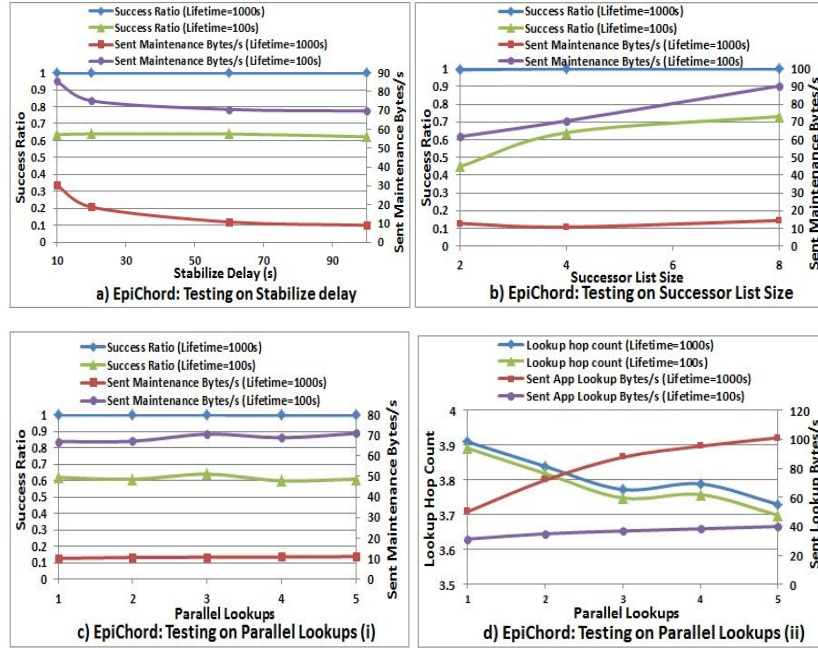 Success Ratio (Lifetime=1000s)
Success Ratio (Lifetime=100s)
Sent Maintenance Bytes/s (Lifetime=1000s)
Sent Maintenance Bytes/s (Lifetime=100s)
Success Ratio
1
0.9
0.8
0.7
0.6
0.5
0.4
0.3
0.2
0.1
0
90
80
70
60
50
40
30
20
10
0
Sent Maintenance Bytes/s
10 30 50 70 90
Stabilize Delay (s)
a) EpiChord: Testing on Stabilize delay
Success Ratio (Lifetime=1000s)
Success Ratio (Lifetime=100s)
Sent Maintenance Bytes/s (Lifetime=1000s)
Sent Maintenance Bytes/s (Lifetime=100s)
Success Ratio
1
0.9
0.8
0.7
0.6
0.5
0.4
0.3
0.2
0.1
0
100
90
80
70
60
50
40
30
20
10
0
Sent Maintenance Bytes/s
2 4 6 8
Successor List Size
b) EpiChord: Testing on Successor List Size
Success Ratio (Lifetime=1000s)
Success Ratio (Lifetime=100s)
Sent Maintenance Bytes/s (Lifetime=1000s)
Sent Maintenance Bytes/s (Lifetime=100s)
Success Ratio
1
0.9
0.8
0.7
0.6
0.5
0.4
0.3
0.2
0.1
0
80
70
60
50
40
30
20
10
0
Sent Maintenance Bytes/s
1 2 3 4 5
Parallel Lookups
c) EpiChord: Testing on Parallel Lookups (i)
Lookup hop count (Lifetime=1000s)
Lookup hop count (Lifetime=100s)
Sent App Lookup Bytes/s (Lifetime=1000s)
Sent App Lookup Bytes/s (Lifetime=100s)
Lookup Hop Count
4
3.9
3.8
3.7
3.6
3.5
120
100
80
60
40
20
0
Sent Lookup Bytes/s
1 2 3 4 5
Parallel Lookups
d) EpiChord: Testing on Parallel Lookups (ii)